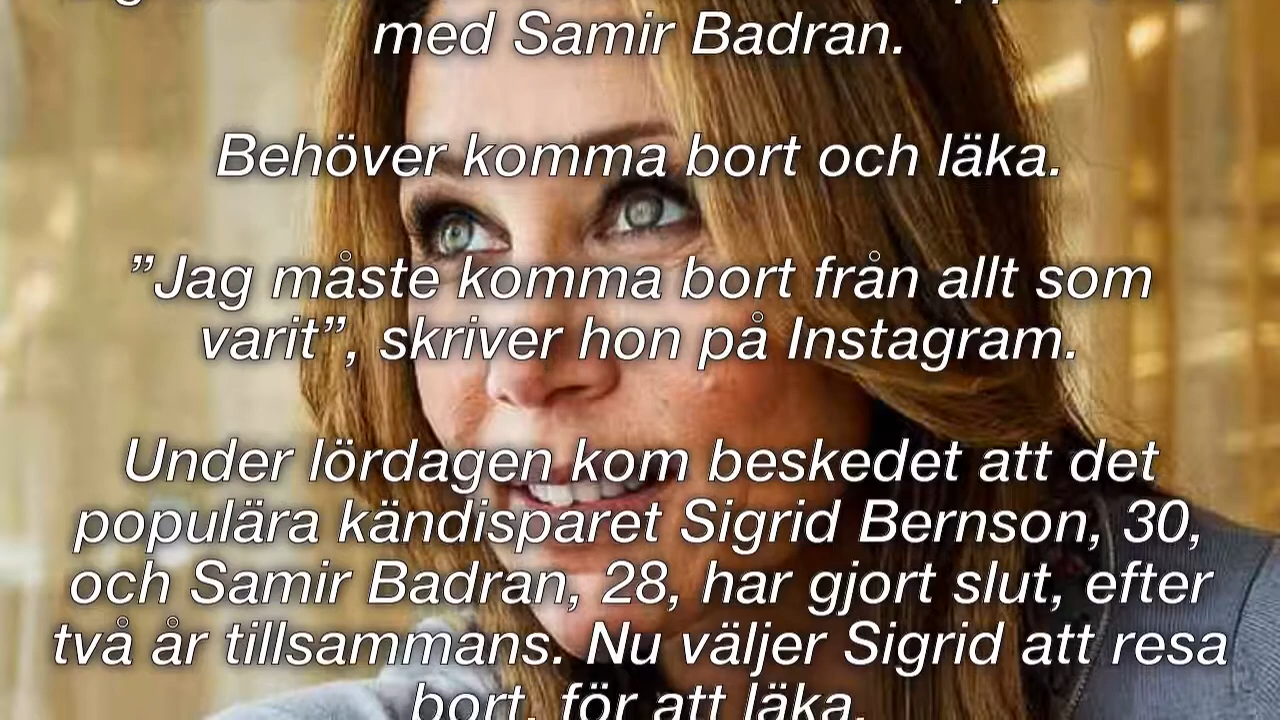 med Samir Badran.
Behöver komma bort och läka.
”Jag måste komma bort från allt som
varit”, skriver hon på Instagram.
Under lördagen kom beskedet att det
populära kändisparet Sigrid Bernson, 30,
och Samir Badran, 28, har gjort slut, efter
två år tillsammans. Nu väljer Sigrid att resa
bort, för att läka.